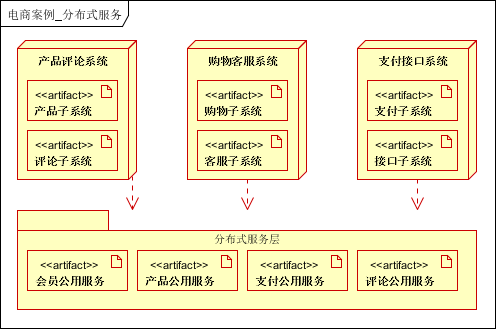 电商案例_分布式服务
产品评论系统
<<artifact>>
产品子系统
<<artifact>>
评论子系统
购物客服系统
<<artifact>>
购物子系统
<<artifact>>
客服子系统
支付接口系统
<<artifact>>
支付子系统
<<artifact>>
接口子系统
分布式服务层
<<artifact>>
会员公用服务
<<artifact>>
产品公用服务
<<artifact>>
支付公用服务
<<artifact>>
评论公用服务